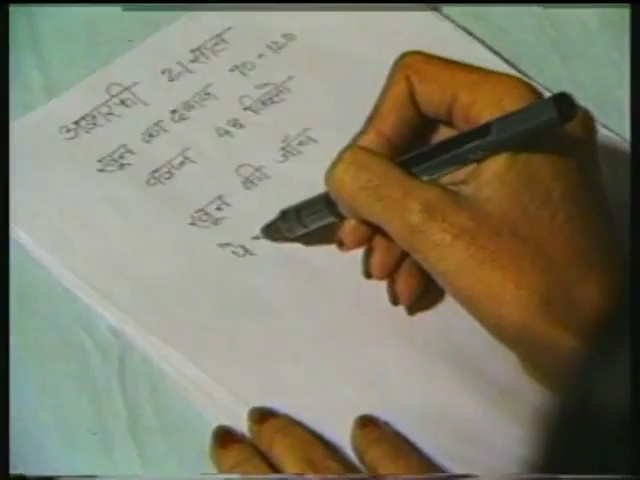 अशरफी 21 साल
खून का दबाव 70-120
वजन 48 किलो
खून की जाँच
पे